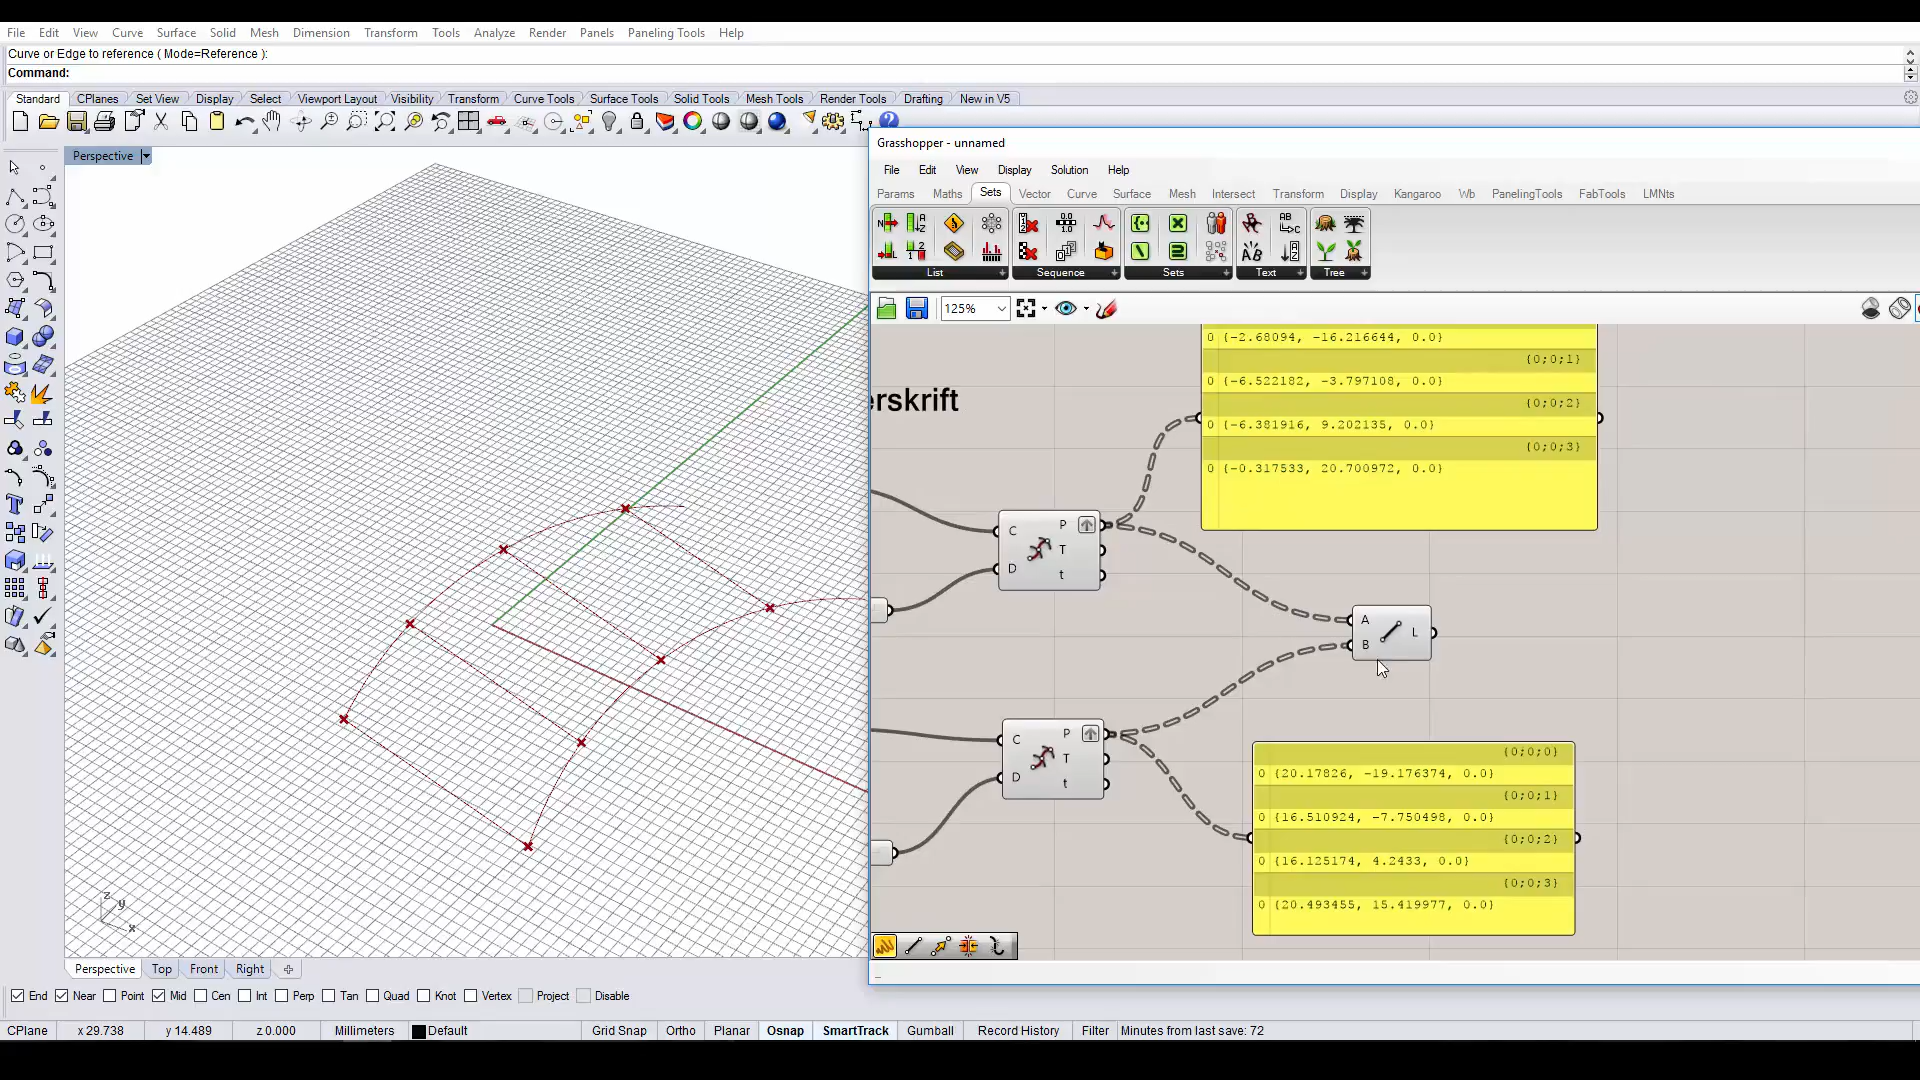 File Edit View Curve Surface Solid Mesh Dimension Transform Tools Analyze Render Panels Paneling Tools Help
Curve or Edge to reference ( Mode=Reference ):
Command:
Standard CPlanes Set View Display Select Viewport Layout Visibility Transform Curve Tools Surface Tools Solid Tools Mesh Tools Render Tools Drafting New in V5
Perspective
Grasshopper - unnamed
File Edit View Display Solution Help
Params Maths Sets Vector Curve Surface Mesh Intersect Transform Display Kangaroo Wb PanelingTools FabTools LMNts
List Sequence Sets Text Tree
125%
0 {-2.68094, -16.216644, 0.0}
{0;0;1}
0 {-6.522182, -3.797108, 0.0}
{0;0;2}
0 {-6.381916, 9.202135, 0.0}
{0;0;3}
0 {-0.317533, 20.700972, 0.0}
erskrift
C P
T
D t
A L
B
C P
T
D t
{0;0;0}
0 {20.17826, -19.176374, 0.0}
{0;0;1}
0 {16.510924, -7.750498, 0.0}
{0;0;2}
0 {16.125174, 4.2433, 0.0}
{0;0;3}
0 {20.493455, 15.419977, 0.0}
z
y
x
Perspective Top Front Right
End Near Point Mid Cen Int Perp Tan Quad Knot Vertex Project Disable
CPlane x 29.738 y 14.489 z 0.000 Millimeters Default Grid Snap Ortho Planar Osnap SmartTrack Gumball Record History Filter Minutes from last save: 72